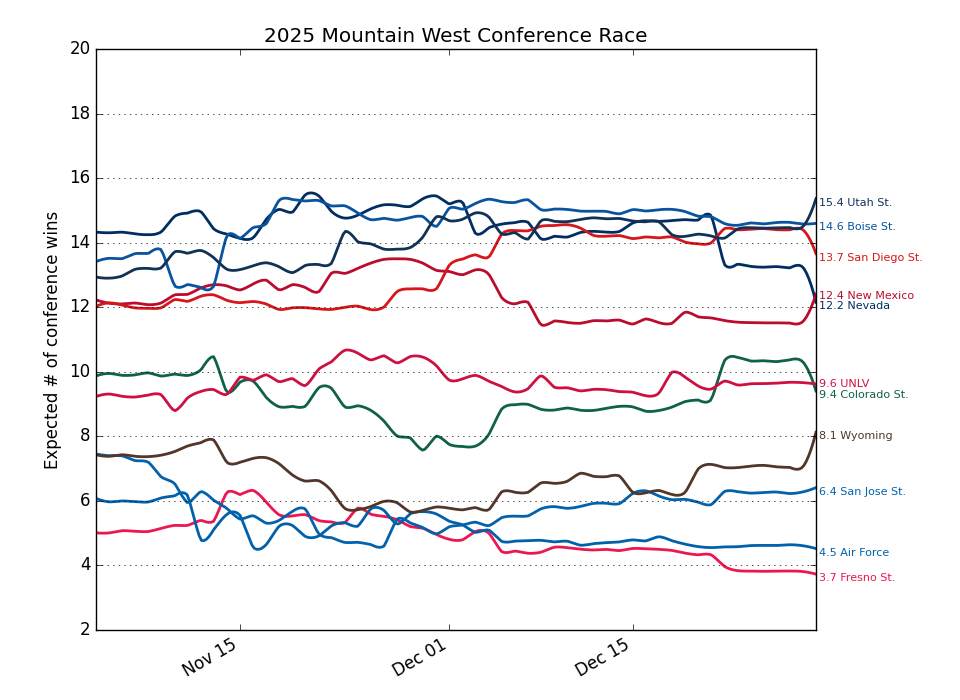 2025 Mountain West Conference Race
Expected # of conference wins
20
18
16
14
12
10
8
6
4
2
15.4 Utah St.
14.6 Boise St.
13.7 San Diego St.
12.4 New Mexico
12.2 Nevada
9.6 UNLV
9.4 Colorado St.
8.1 Wyoming
6.4 San Jose St.
4.5 Air Force
3.7 Fresno St.
Nov 15
Dec 01
Dec 15